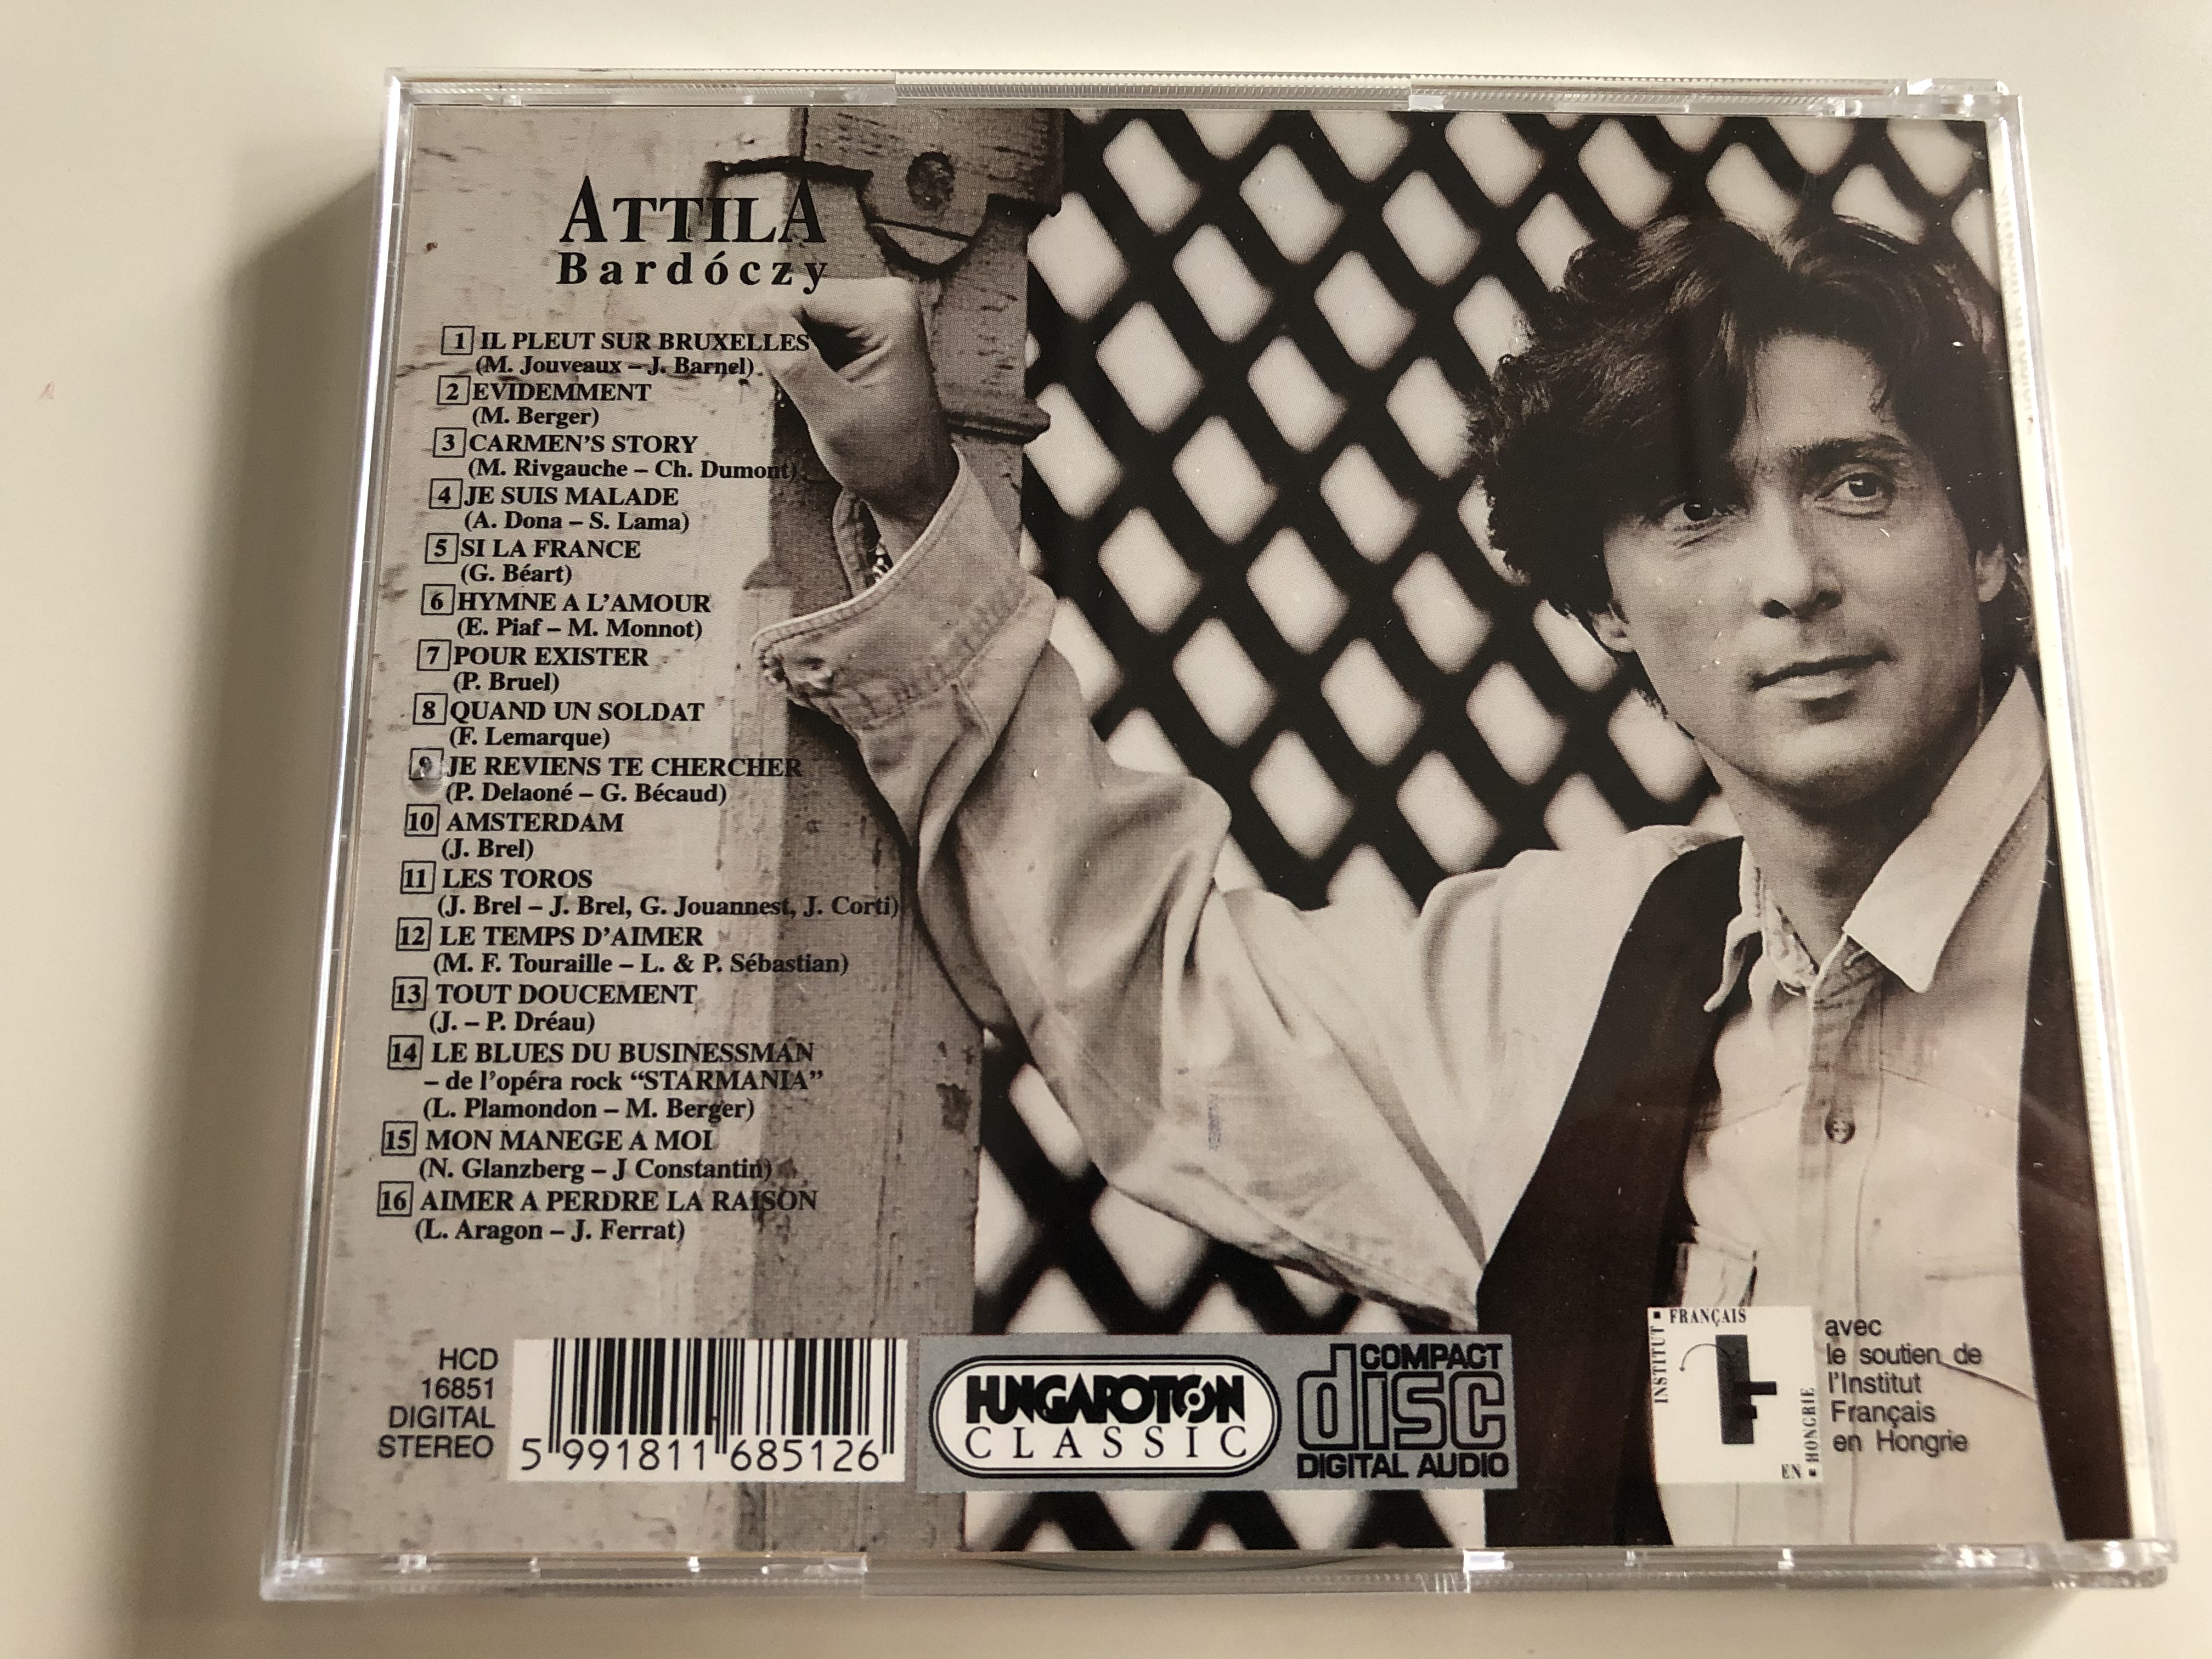 ATTILA
Bardóczy
1 IL PLEUT SUR BRUXELLES
(M. Jouveaux – J. Barnel)
2 EVIDEMMENT
(M. Berger)
3 CARMEN'S STORY
(M. Rivgauche – Ch. Dumont)
4 JE SUIS MALADE
(A. Dona – S. Lama)
5 SI LA FRANCE
(G. Béart)
6 HYMNE A L'AMOUR
(E. Piaf – M. Monnot)
7 POUR EXISTER
(P. Bruel)
8 QUAND UN SOLDAT
(F. Lemarque)
9 JE REVIENS TE CHERCHER
(P. Delaoné – G. Bécaud)
10 AMSTERDAM
(J. Brel)
11 LES TOROS
(J. Brel – J. Brel, G. Jouannest, J. Corti)
12 LE TEMPS D'AIMER
(M. F. Touraille – L. & P. Sébastian)
13 TOUT DOUCEMENT
(J. – P. Dréau)
14 LE BLUES DU BUSINESSMAN
– de l'opéra rock “STARMANIA”
(L. Plamondon – M. Berger)
15 MON MANEGE A MOI
(N. Glanzberg – J Constantin)
16 AIMER A PERDRE LA RAISON
(L. Aragon – J. Ferrat)
HCD
16851
DIGITAL
STEREO
5 991811 685126
HUNGAROTON
CLASSIC
COMPACT
disc
DIGITAL AUDIO
INSTITUT
FRANÇAIS
EN
HONGRIE
avec
le soutien de
l'Institut
Français
en Hongrie